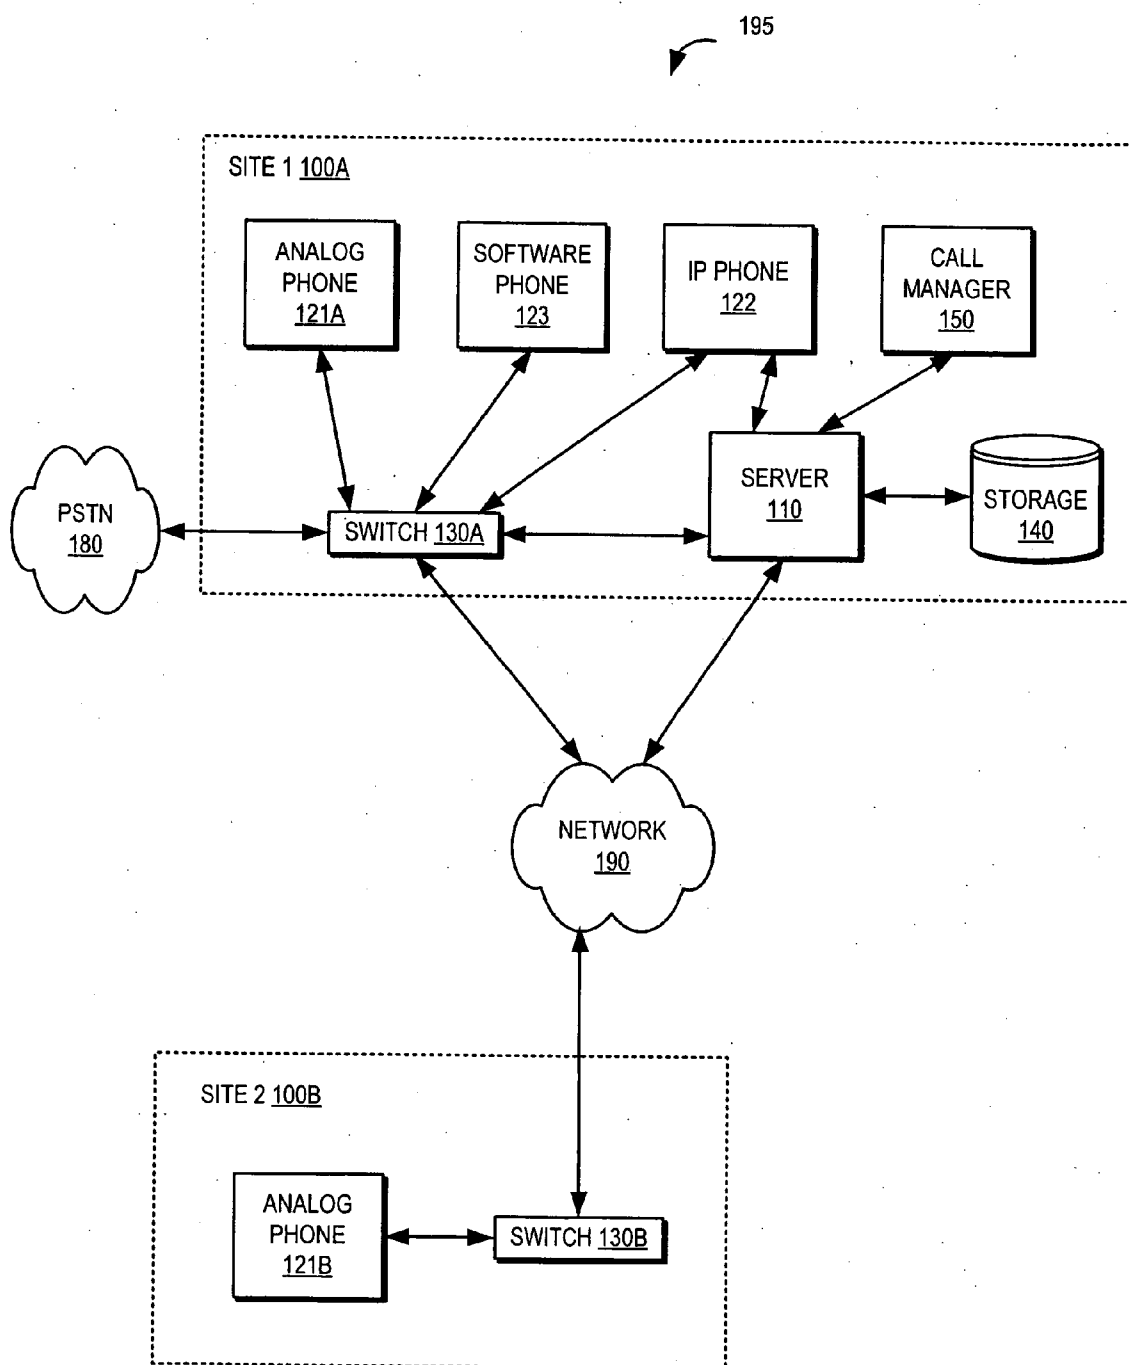 195
SITE 1 100A
ANALOG
PHONE
121A
SOFTWARE
PHONE
123
IP PHONE
122
CALL
MANAGER
150
PSTN
180
SWITCH 130A
SERVER
110
STORAGE
140
NETWORK
190
SITE 2 100B
ANALOG
PHONE
121B
SWITCH 130B